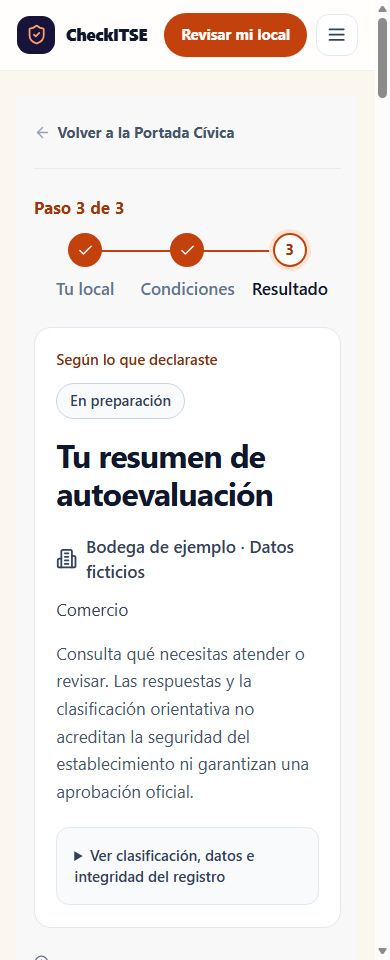 CheckITSE
Revisar mi local
Volver a la Portada Cívica
Paso 3 de 3
3
Tu local
Condiciones
Resultado
Según lo que declaraste
En preparación
Tu resumen de
autoevaluación
Bodega de ejemplo · Datos
ficticios
Comercio
Consulta qué necesitas atender o
revisar. Las respuestas y la
clasificación orientativa no
acreditan la seguridad del
establecimiento ni garantizan una
aprobación oficial.
Ver clasificación, datos e
integridad del registro